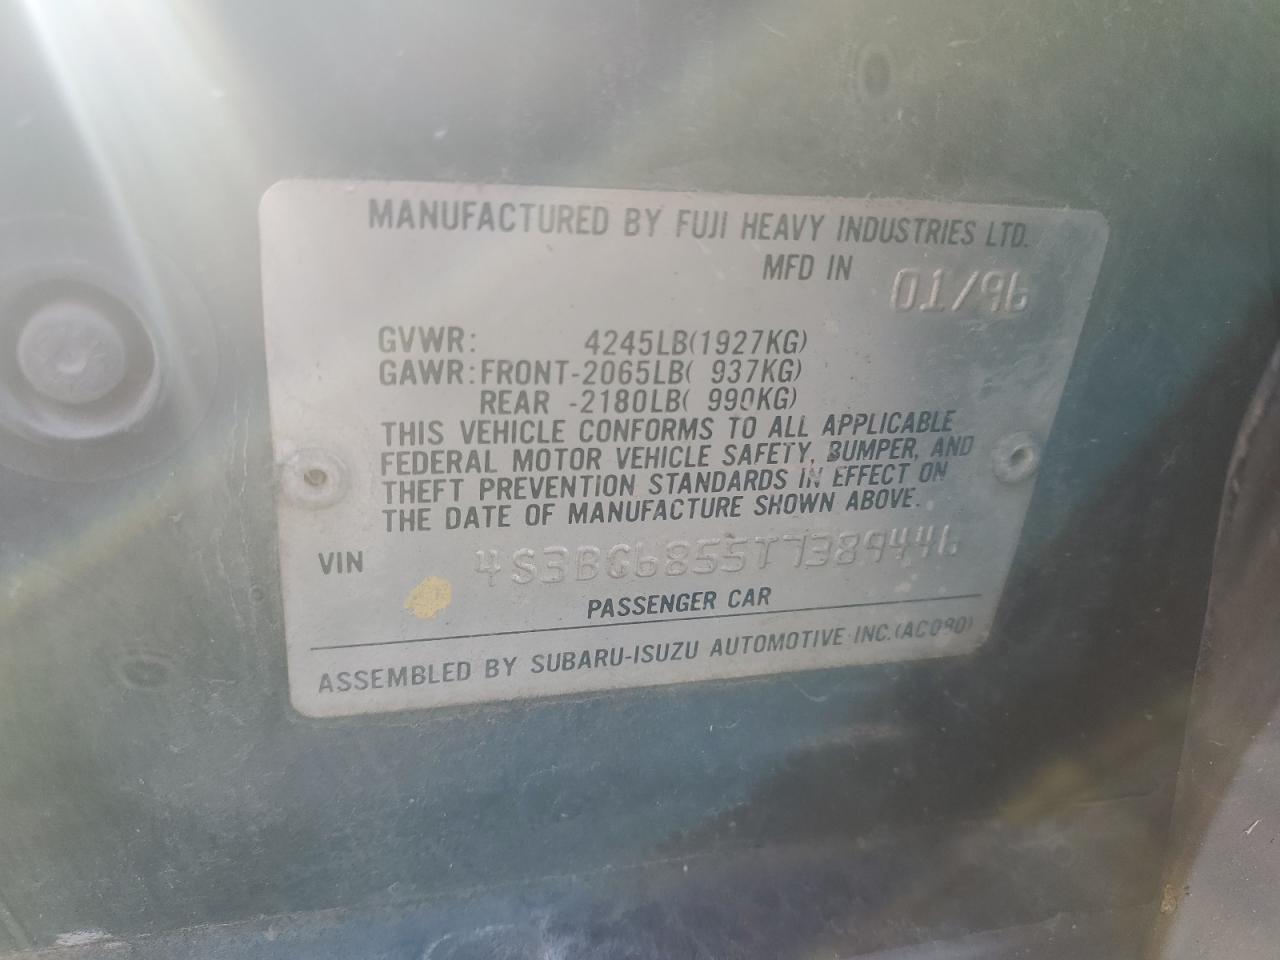 MANUFACTURED BY FUJI HEAVY INDUSTRIES LTD.
MFD IN 01/96
GVWR: 4245LB(1927KG)
GAWR:FRONT-2065LB( 937KG)
REAR -2180LB( 990KG)
THIS VEHICLE CONFORMS TO ALL APPLICABLE
FEDERAL MOTOR VEHICLE SAFETY, BUMPER, AND
THEFT PREVENTION STANDARDS IN EFFECT ON
THE DATE OF MANUFACTURE SHOWN ABOVE.
VIN 4S3BG6855T7389446
PASSENGER CAR
ASSEMBLED BY SUBARU-ISUZU AUTOMOTIVE INC.(AC090)